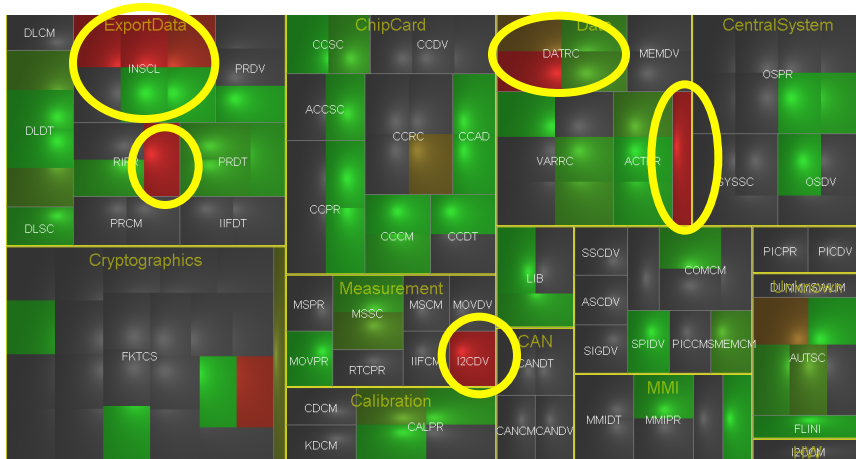 ExportData
ChipCard
Data
CentralSystem
DLCM
INSCL
PRDV
DLDT
RIPR
PRDT
DLSC
PRCM
IIFDT
CCSC
CCDV
ACCSC
CCRC
CCAD
CCPR
CCCM
CCDT
DATRC
MEMDV
VARRC
OSPR
SYSSC
OSDV
Cryptographics
FKTCS
Measurement
MSPR
MSSC
MSCM
MOVDV
MOVPR
RTCPR
IIFCM
I2CDV
Calibration
CDCM
KDCM
CALPR
LIB
CAN
CANDT
CANCM
CANDV
SSCDV
COMCM
ASCDV
SIGDV
SPIDV
PICCM
SMEMCM
MMI
MMIDT
MMIPR
PICPR
PICDV
AUTSC
FLINI
I2CCM